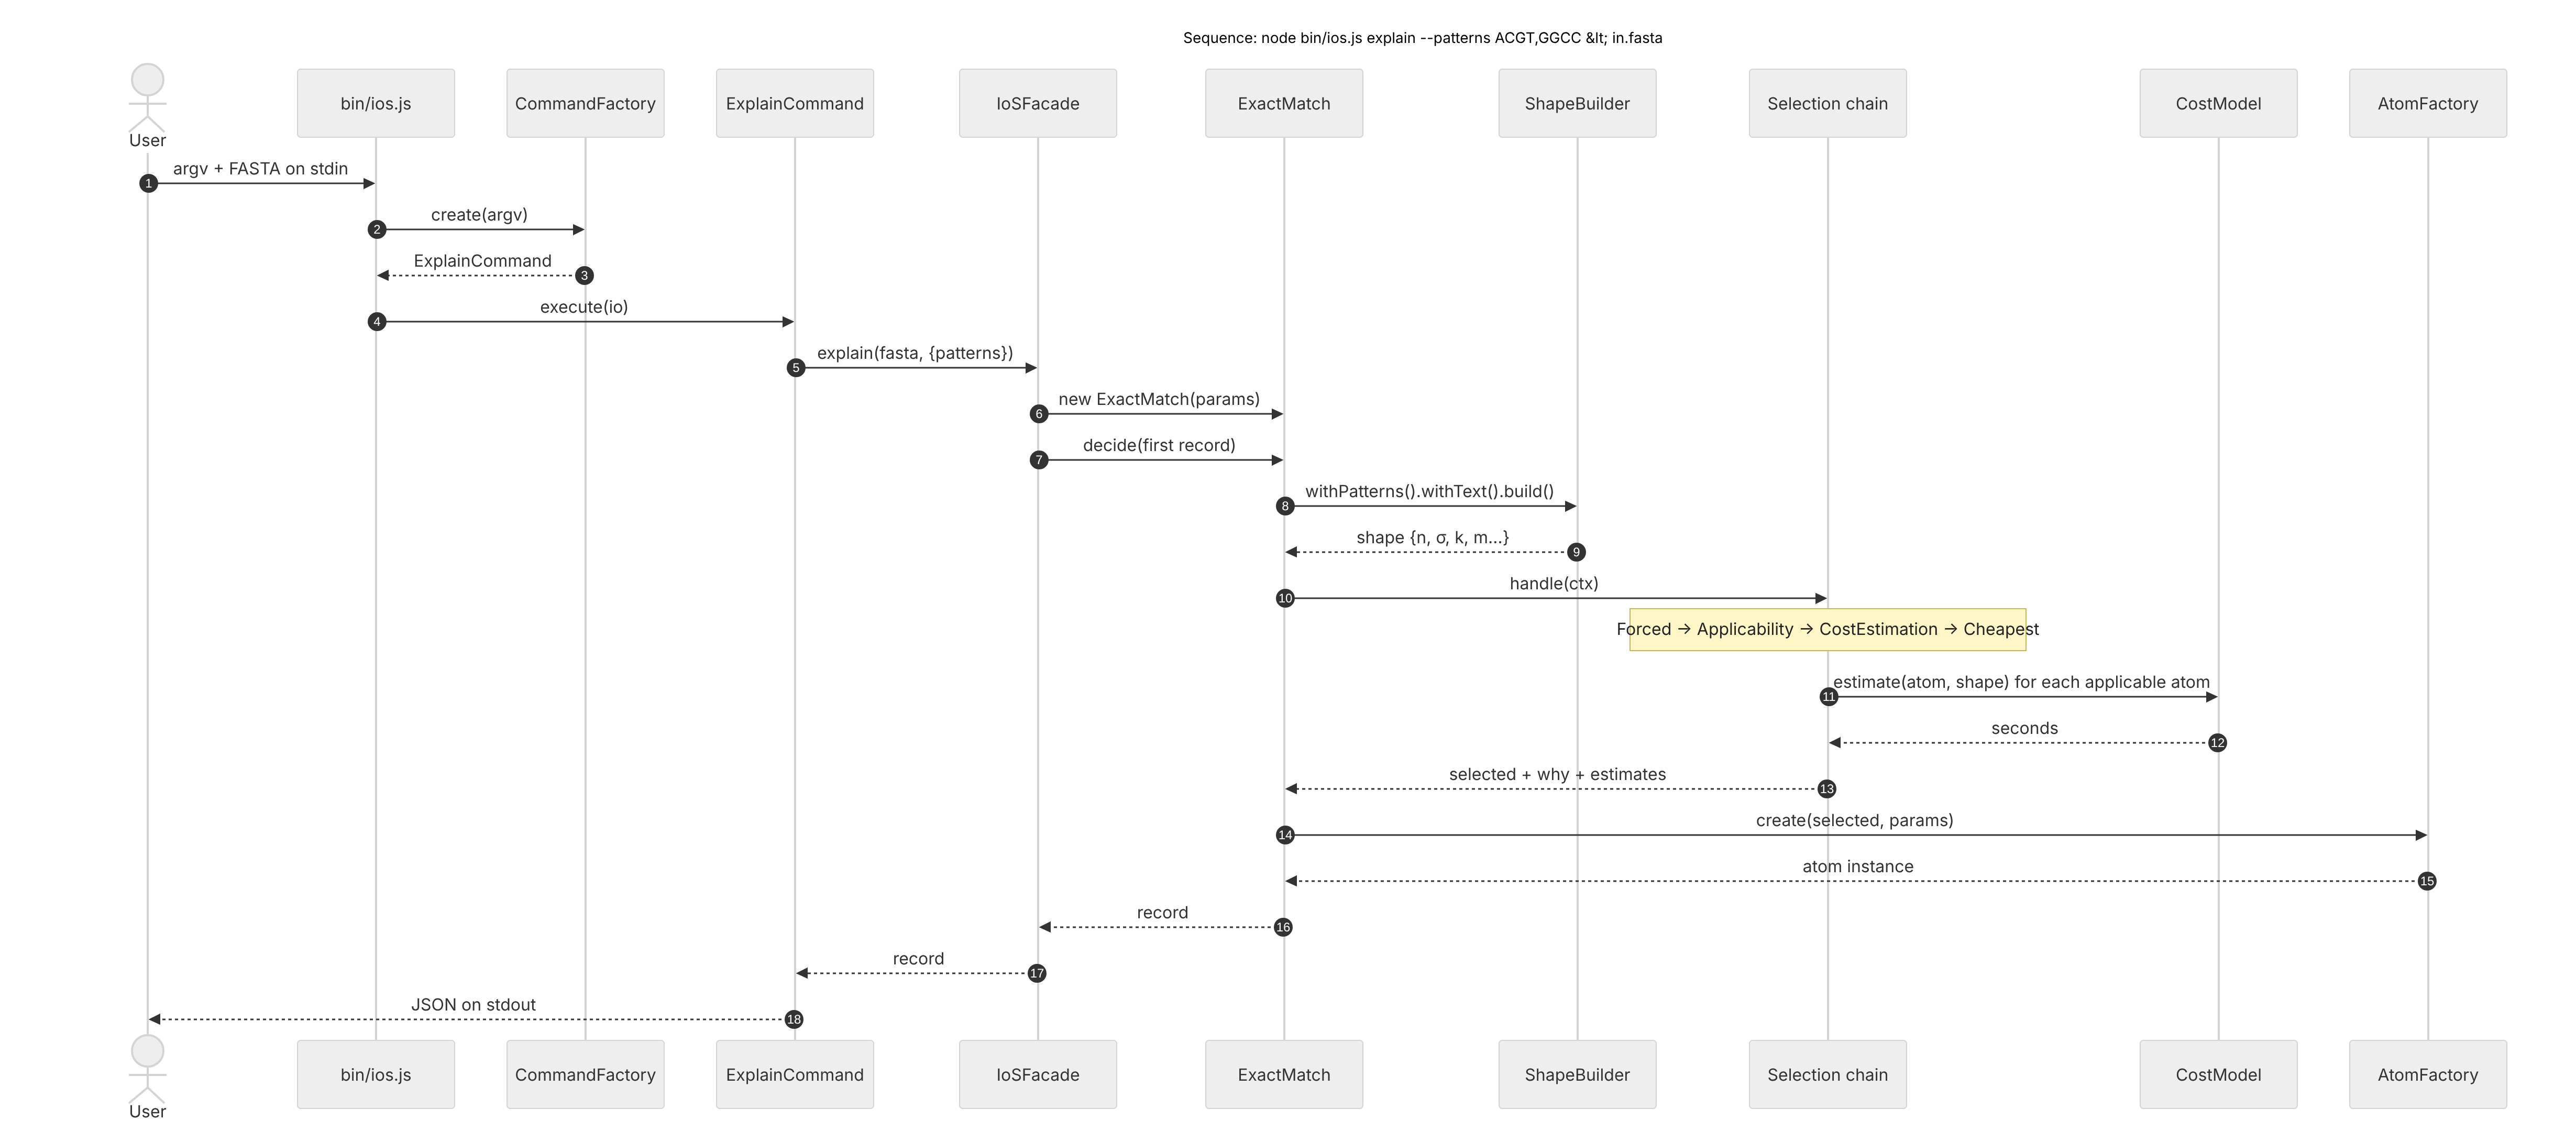 Sequence: node bin/ios.js explain --patterns ACGT,GGCC &lt; in.fasta
User
bin/ios.js
CommandFactory
ExplainCommand
IoSFacade
ExactMatch
ShapeBuilder
Selection chain
CostModel
AtomFactory
argv + FASTA on stdin
1
create(argv)
2
ExplainCommand
3
execute(io)
4
explain(fasta, {patterns})
5
new ExactMatch(params)
6
decide(first record)
7
withPatterns().withText().build()
8
shape {n, σ, k, m...}
9
handle(ctx)
10
Forced → Applicability → CostEstimation → Cheapest
estimate(atom, shape) for each applicable atom
11
seconds
12
selected + why + estimates
13
create(selected, params)
14
atom instance
15
record
16
record
17
JSON on stdout
18
User
bin/ios.js
CommandFactory
ExplainCommand
IoSFacade
ExactMatch
ShapeBuilder
Selection chain
CostModel
AtomFactory